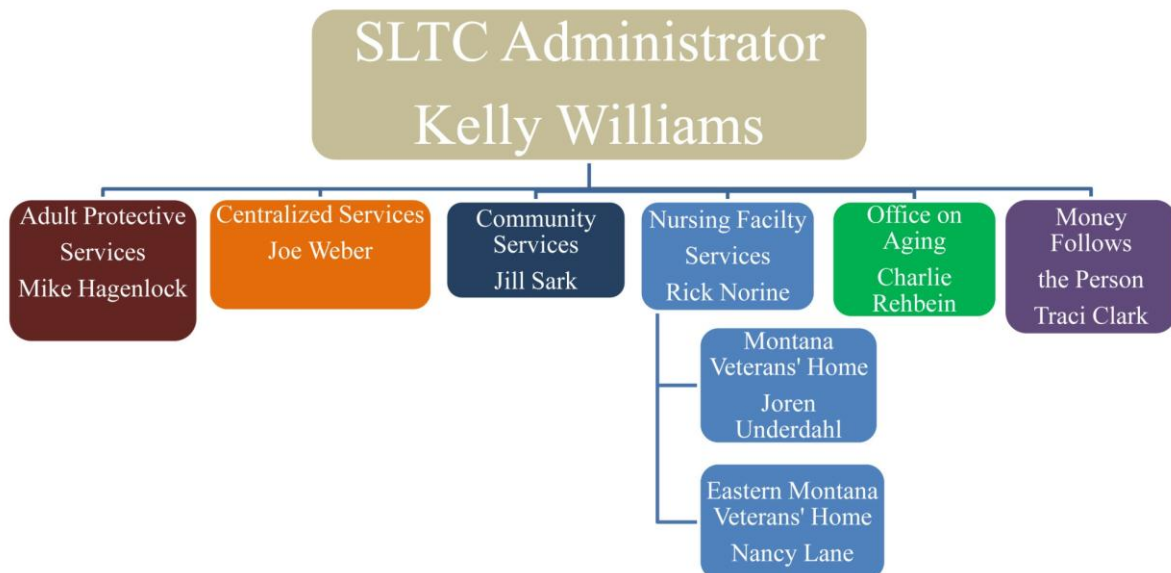 SLTC Administrator
Kelly Williams
Adult Protective
Services
Mike Hagenlock
Centralized Services
Joe Weber
Community
Services
Jill Sark
Nursing Facilty
Services
Rick Norine
Office on
Aging
Charlie
Rehbein
Money
Follows
the Person
Traci Clark
Montana
Veterans' Home
Joren
Underdahl
Eastern Montana
Veterans' Home
Nancy Lane